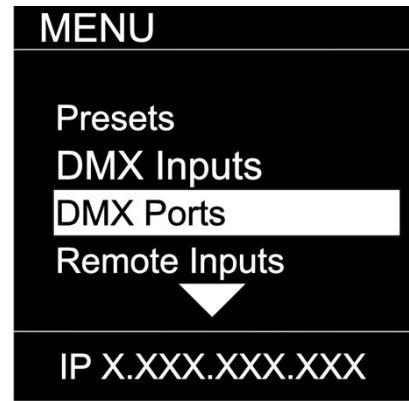 MENU
Presets
DMX Inputs
DMX Ports
Remote Inputs
IP X.XXX.XXX.XXX